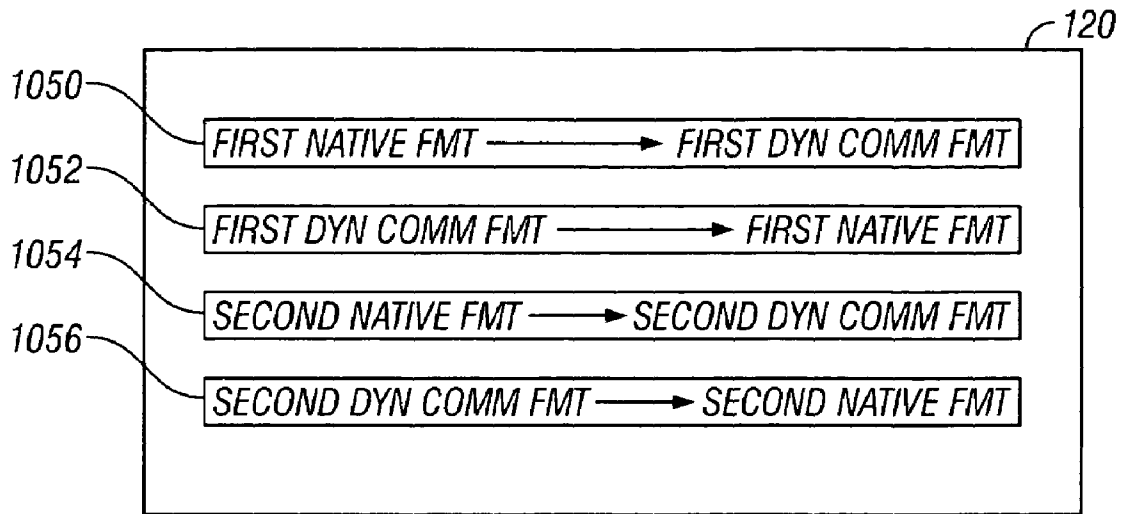 120
1050
FIRST NATIVE FMT → FIRST DYN COMM FMT
1052
FIRST DYN COMM FMT → FIRST NATIVE FMT
1054
SECOND NATIVE FMT → SECOND DYN COMM FMT
1056
SECOND DYN COMM FMT → SECOND NATIVE FMT